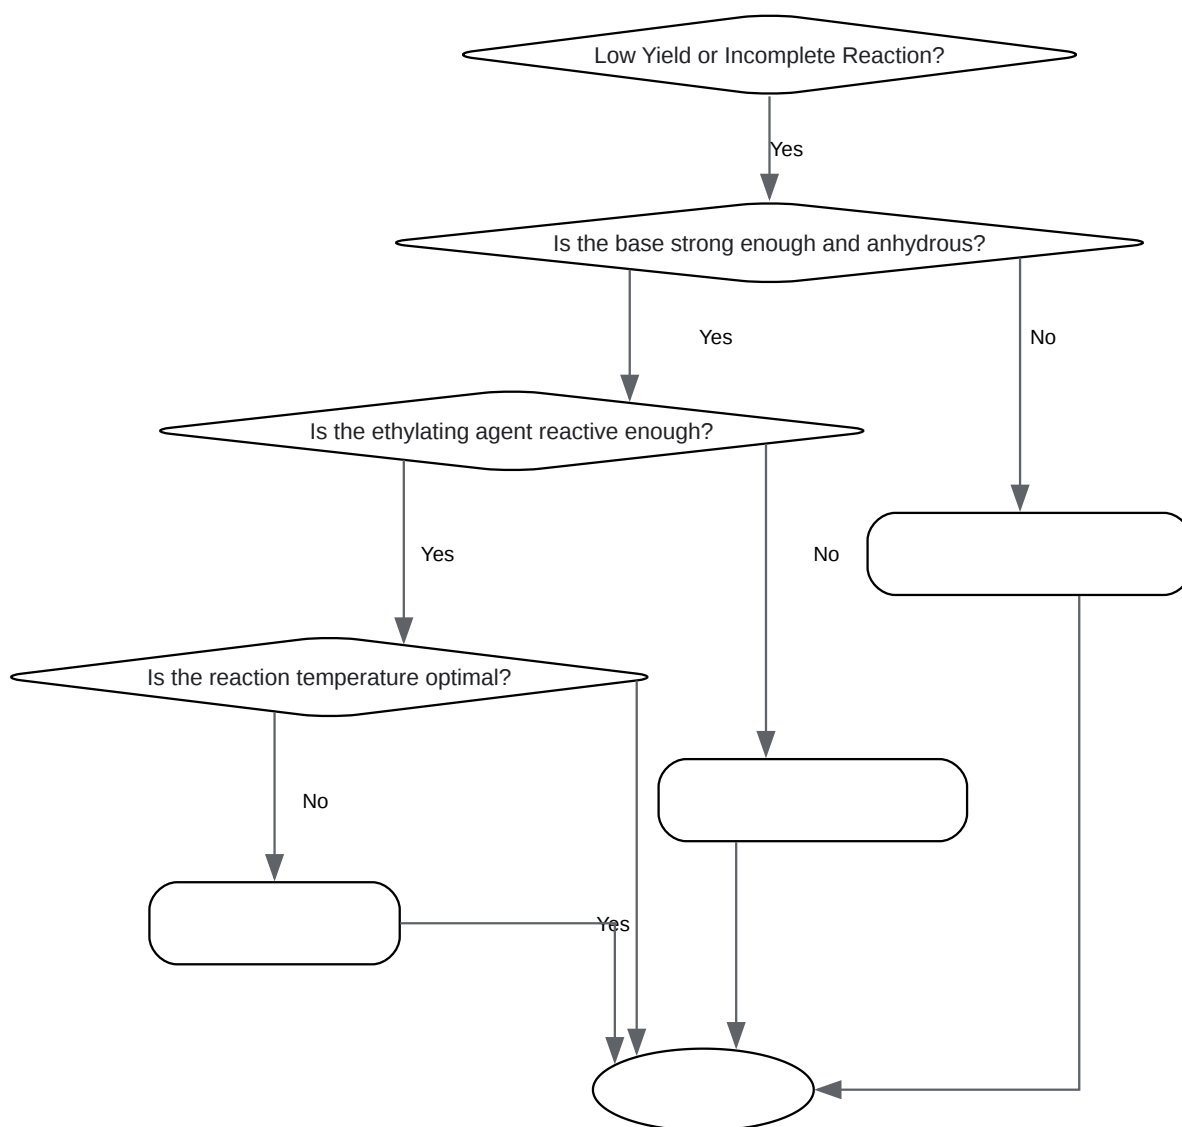 Low Yield or Incomplete Reaction?
Yes
Is the base strong enough and anhydrous?
Yes
No
Is the ethylating agent reactive enough?
Yes
No
Is the reaction temperature optimal?
No
Yes